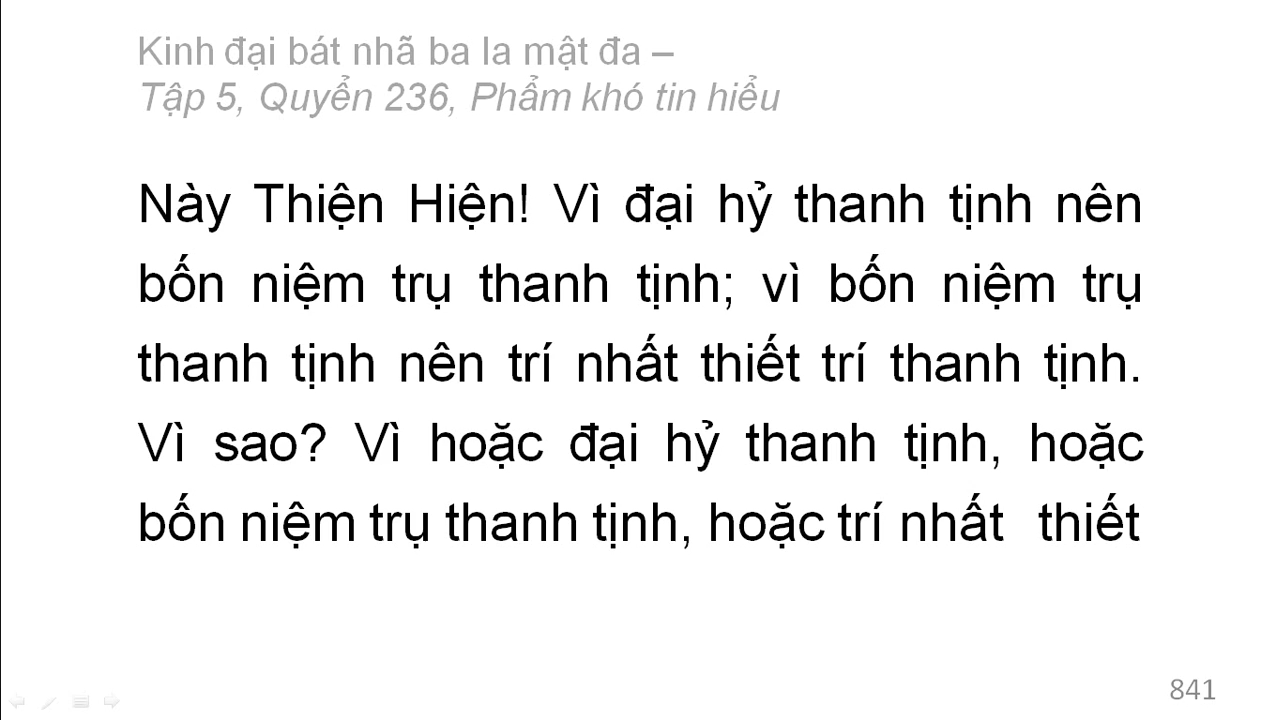 Kinh đại bát nhã ba la mật đa –
Tập 5, Quyển 236, Phẩm khó tin hiểu
Này Thiện Hiện! Vì đại hỷ thanh tịnh nên
bốn niệm trụ thanh tịnh; vì bốn niệm trụ
thanh tịnh nên trí nhất thiết trí thanh tịnh.
Vì sao? Vì hoặc đại hỷ thanh tịnh, hoặc
bốn niệm trụ thanh tịnh, hoặc trí nhất thiết
841